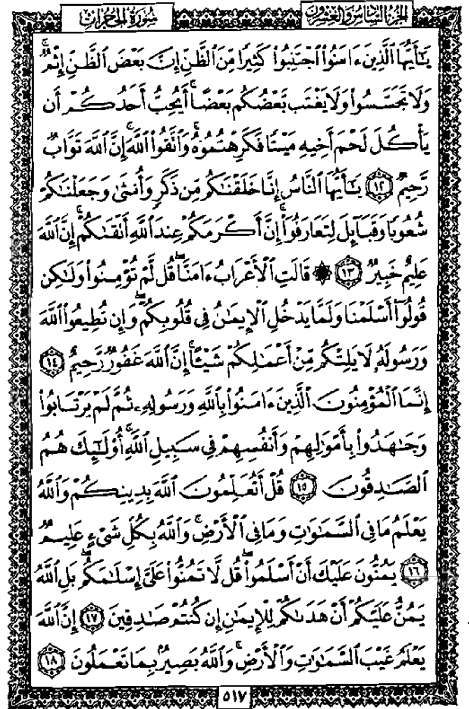 الجزء السادس والعشرون سورة الحجرات
يَٰٓأَيُّهَا ٱلَّذِينَ ءَامَنُوا۟ ٱجْتَنِبُوا۟ كَثِيرًا مِّنَ ٱلظَّنِّ إِنَّ بَعْضَ ٱلظَّنِّ إِثْمٌ ۖ
وَلَا تَجَسَّسُوا۟ وَلَا يَغْتَب بَّعْضُكُم بَعْضًا ۚ أَيُحِبُّ أَحَدُكُمْ أَن
يَأْكُلَ لَحْمَ أَخِيهِ مَيْتًا فَكَرِهْتُمُوهُ ۚ وَٱتَّقُوا۟ ٱللَّهَ ۚ إِنَّ ٱللَّهَ تَوَّابٌ
رَّحِيمٌ ١٢ يَٰٓأَيُّهَا ٱلنَّاسُ إِنَّا خَلَقْنَٰكُم مِّن ذَكَرٍ وَأُنثَىٰ وَجَعَلْنَٰكُمْ
شُعُوبًا وَقَبَآئِلَ لِتَعَارَفُوٓا۟ ۚ إِنَّ أَكْرَمَكُمْ عِندَ ٱللَّهِ أَتْقَىٰكُمْ ۚ إِنَّ ٱللَّهَ
عَلِيمٌ خَبِيرٌ ١٣ ۞ قَالَتِ ٱلْأَعْرَابُ ءَامَنَّا ۖ قُل لَّمْ تُؤْمِنُوا۟ وَلَٰكِن
قُولُوٓا۟ أَسْلَمْنَا وَلَمَّا يَدْخُلِ ٱلْإِيمَٰنُ فِى قُلُوبِكُمْ ۖ وَإِن تُطِيعُوا۟ ٱللَّهَ
وَرَسُولَهُۥ لَا يَلِتْكُم مِّنْ أَعْمَٰلِكُمْ شَيْـًٔا ۚ إِنَّ ٱللَّهَ غَفُورٌ رَّحِيمٌ ١٤
إِنَّمَا ٱلْمُؤْمِنُونَ ٱلَّذِينَ ءَامَنُوا۟ بِٱللَّهِ وَرَسُولِهِۦ ثُمَّ لَمْ يَرْتَابُوا۟
وَجَٰهَدُوا۟ بِأَمْوَٰلِهِمْ وَأَنفُسِهِمْ فِى سَبِيلِ ٱللَّهِ ۚ أُو۟لَٰٓئِكَ هُمُ
ٱلصَّٰدِقُونَ ١٥ قُلْ أَتُعَلِّمُونَ ٱللَّهَ بِدِينِكُمْ وَٱللَّهُ
يَعْلَمُ مَا فِى ٱلسَّمَٰوَٰتِ وَمَا فِى ٱلْأَرْضِ ۚ وَٱللَّهُ بِكُلِّ شَىْءٍ عَلِيمٌ
١٦ يَمُنُّونَ عَلَيْكَ أَنْ أَسْلَمُوا۟ ۖ قُل لَّا تَمُنُّوا۟ عَلَىَّ إِسْلَٰمَكُم ۖ بَلِ ٱللَّهُ
يَمُنُّ عَلَيْكُمْ أَنْ هَدَىٰكُمْ لِلْإِيمَٰنِ إِن كُنتُمْ صَٰدِقِينَ ١٧ إِنَّ ٱللَّهَ
يَعْلَمُ غَيْبَ ٱلسَّمَٰوَٰتِ وَٱلْأَرْضِ ۚ وَٱللَّهُ بَصِيرٌۢ بِمَا تَعْمَلُونَ ١٨
٥١٧